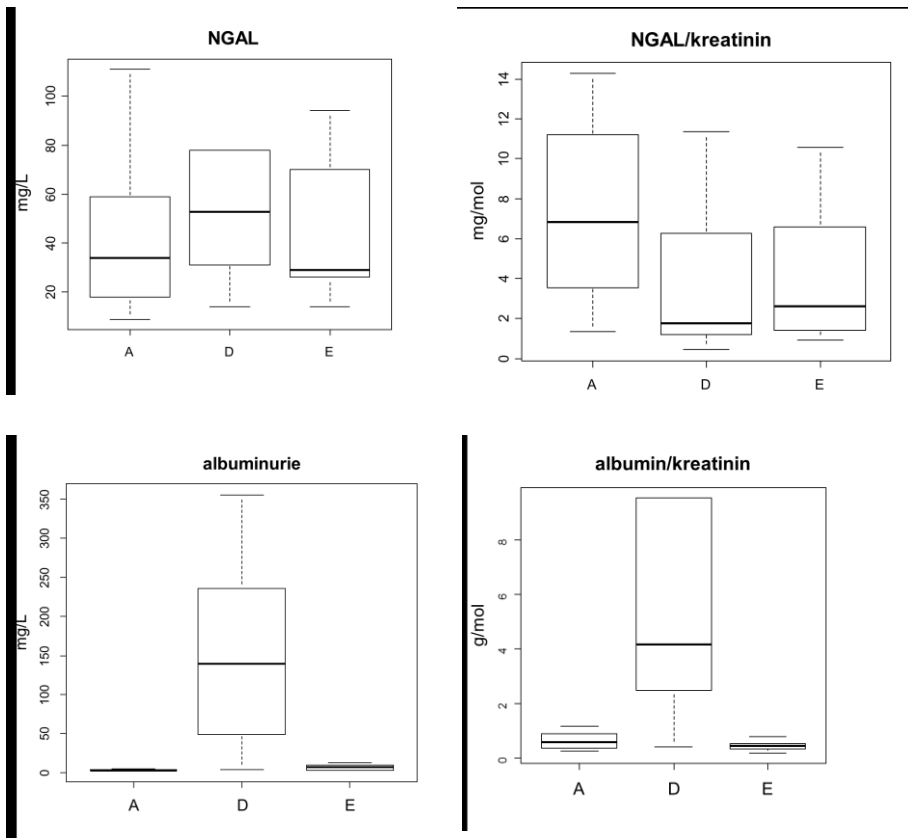 NGAL
mg/L
100
80
60
40
20
A D E
NGAL/kreatinin
mg/mol
14
12
10
8
6
4
2
0
A D E
albuminurie
mg/L
350
300
250
200
150
100
50
0
A D E
albumin/kreatinin
g/mol
8
6
4
2
0
A D E